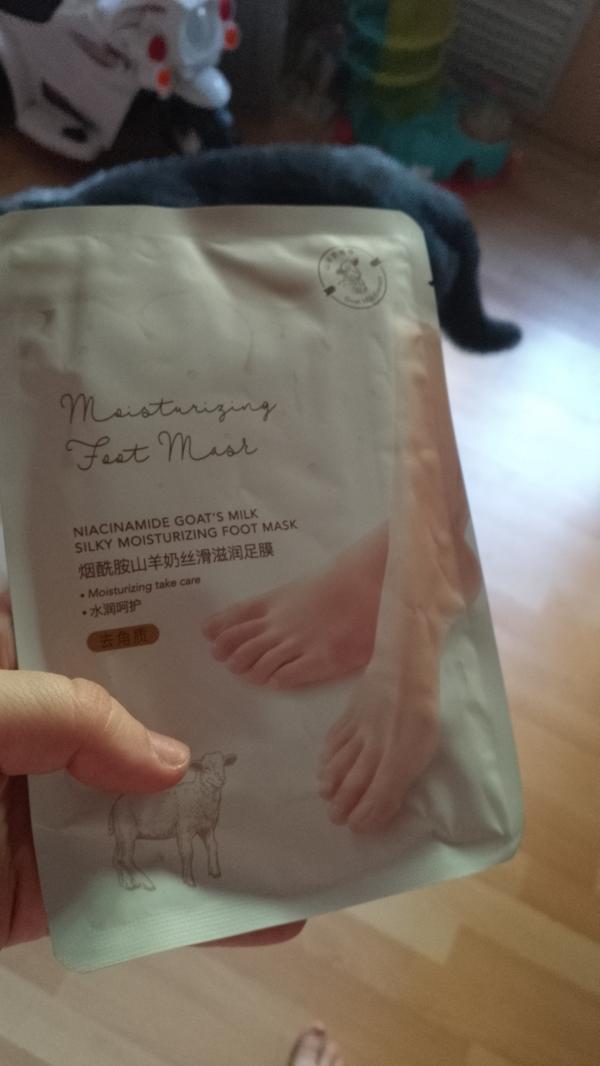 Moisturizing
Foot Masr
NIACINAMIDE GOAT'S MILK
SILKY MOISTURIZING FOOT MASK
烟酰胺山羊奶丝滑滋润足膜
• Moisturizing take care
• 水润呵护
去角质